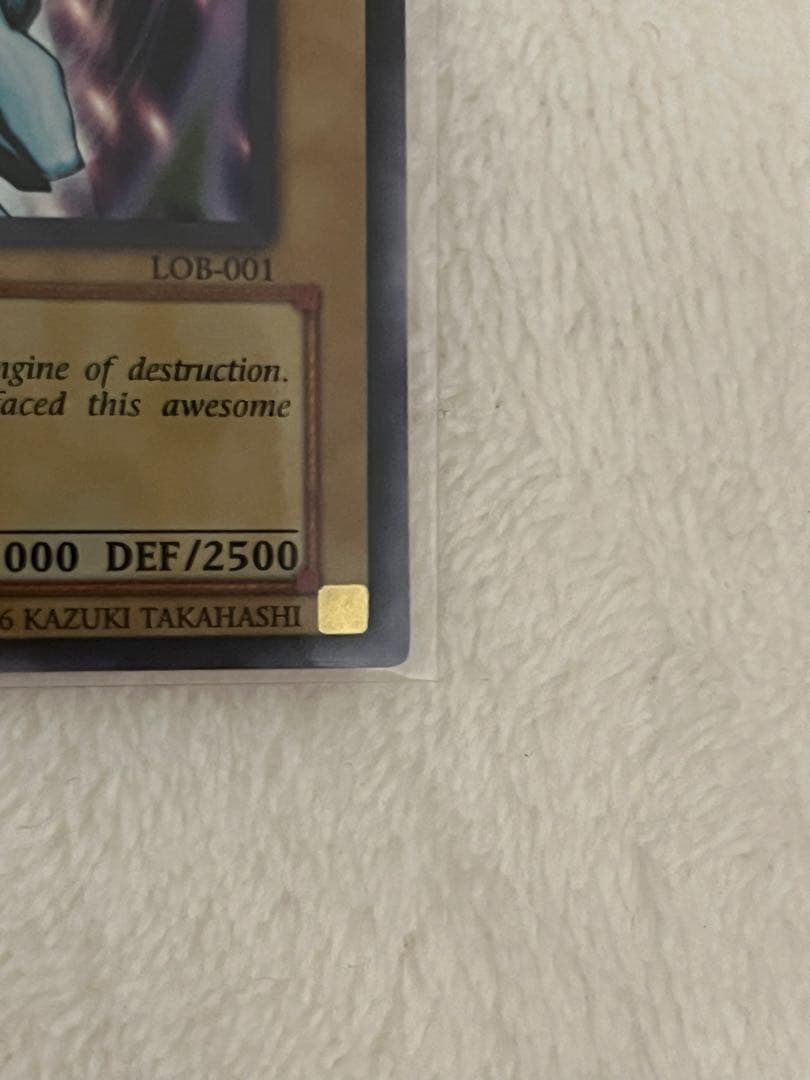 LOB-001
ngine of destruction.
faced this awesome
000 DEF/2500
6 KAZUKI TAKAHASHI